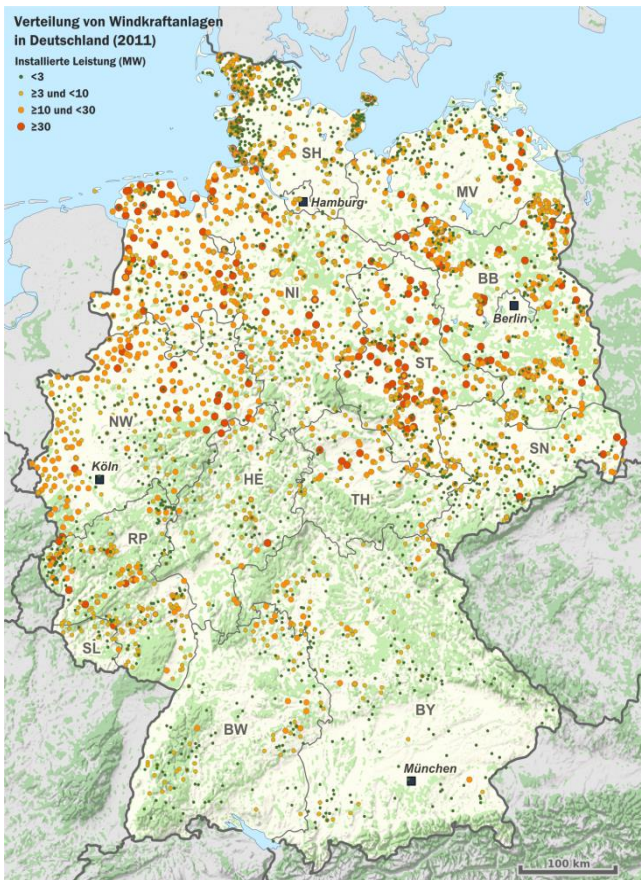 Verteilung von Windkraftanlagen
in Deutschland (2011)
Installierte Leistung (MW)
<3
≥3 und <10
≥10 und <30
≥30
SH
Hamburg
MV
NI
BB
Berlin
ST
NW
SN
Köln
HE
TH
RP
SL
BY
BW
München
100 km